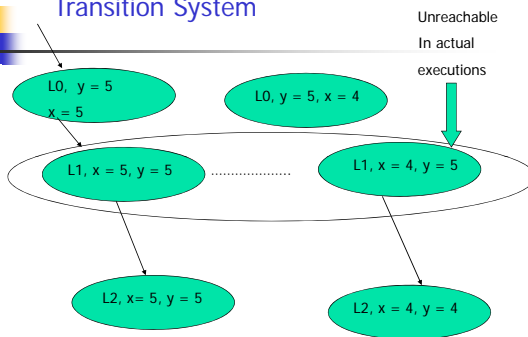 Transition System
Unreachable
In actual
executions
L0, y = 5
x = 5
L0, y = 5, x = 4
L1, x = 5, y = 5
...................
L1, x = 4, y = 5
L2, x= 5, y = 5
L2, x = 4, y = 4